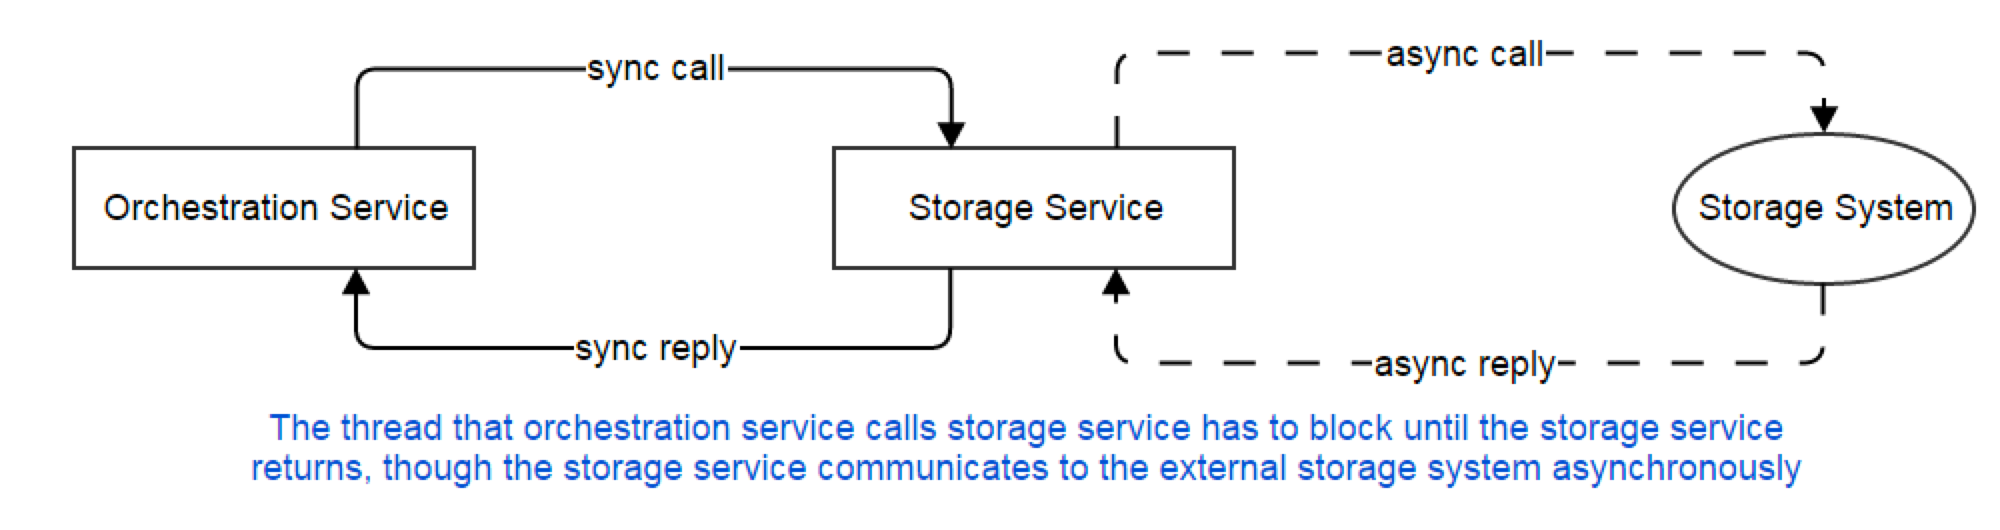 sync call
async call
Orchestration Service
Storage Service
Storage System
sync reply
async reply
The thread that orchestration service calls storage service has to block until the storage service
returns, though the storage service communicates to the external storage system asynchronously